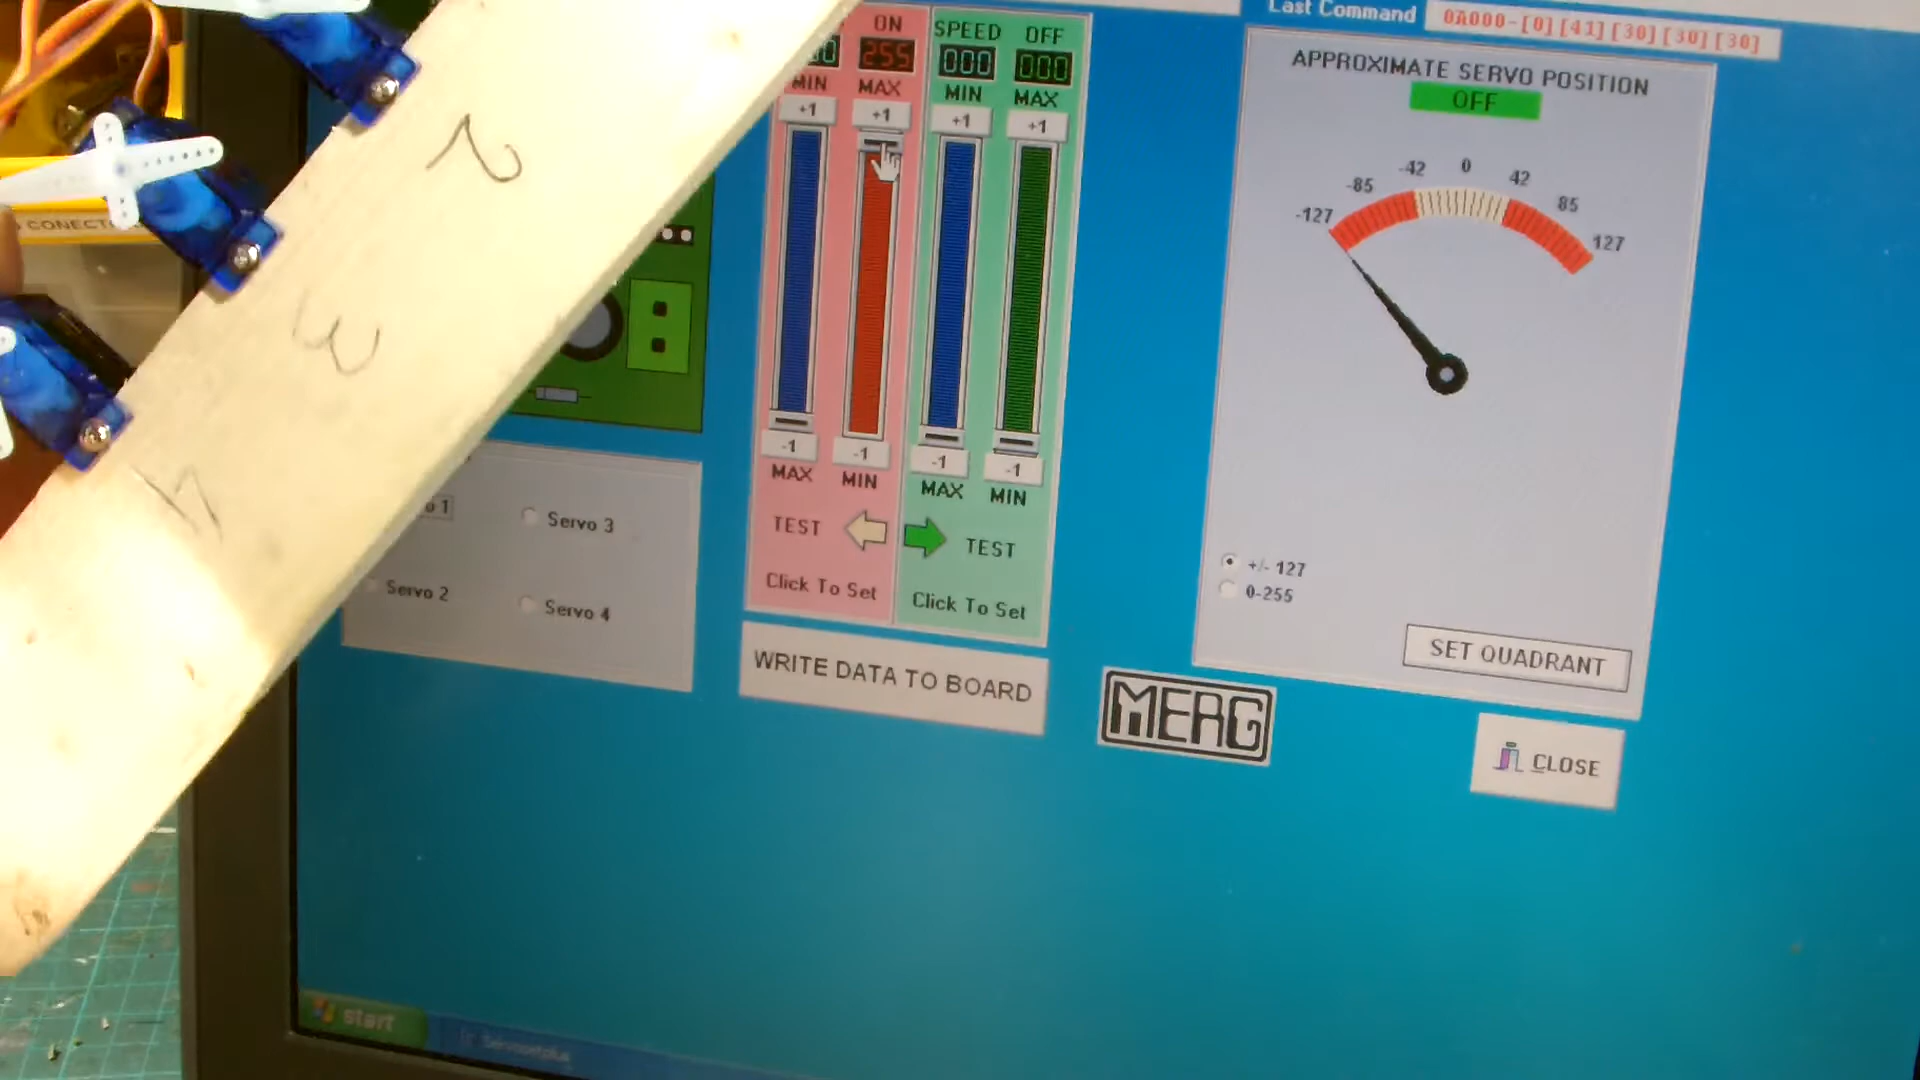 Last Command 0A000-[0][41][30][30][30]
ON SPEED OFF
255 000 000
MIN MAX MIN MAX
+1 +1 +1 +1
-1 -1 -1 -1
MAX MIN MAX MIN
TEST TEST
Click To Set Click To Set
WRITE DATA TO BOARD
APPROXIMATE SERVO POSITION
OFF
-127 -85 -42 0 42 85 127
+/- 127
0-255
SET QUADRANT
MERG
CLOSE
Servo 3
Servo 2 Servo 4
2
3
4
start
Servosetplus